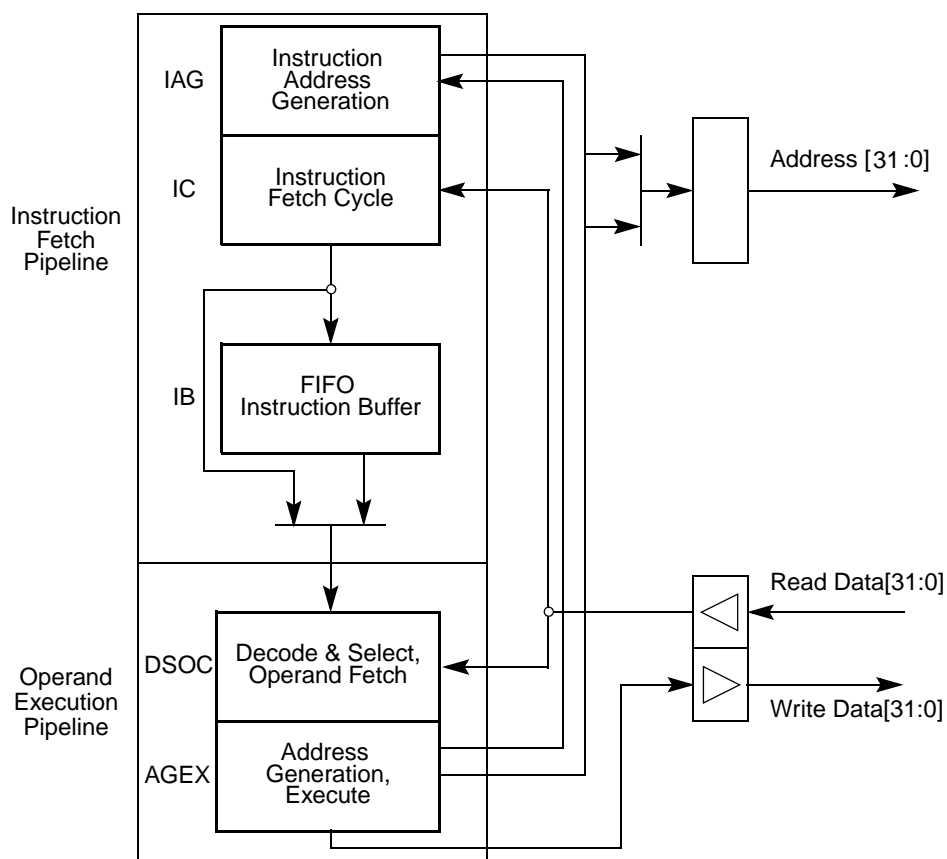 IAG
Instruction
Address
Generation
IC
Instruction
Fetch Cycle
Address [31:0]
Instruction
Fetch
Pipeline
IB
FIFO
Instruction Buffer
Read Data[31:0]
DSOC
Decode & Select,
Operand Fetch
Operand
Execution
Pipeline
Write Data[31:0]
AGEX
Address
Generation,
Execute